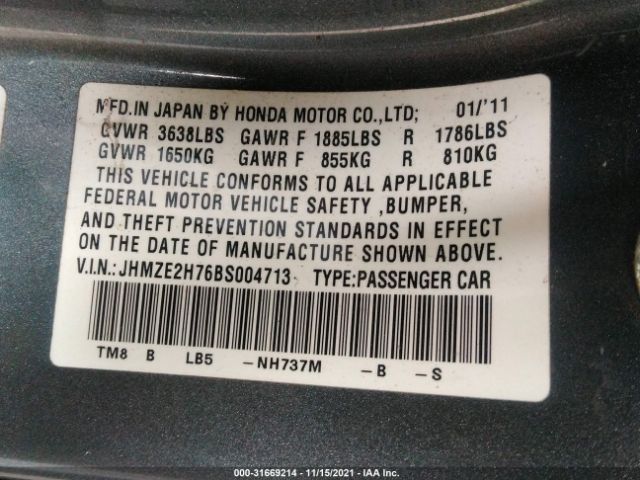 MFD.IN JAPAN BY HONDA MOTOR CO.,LTD; 01/'11
GVWR 3638LBS GAWR F 1885LBS R 1786LBS
GVWR 1650KG GAWR F 855KG R 810KG
THIS VEHICLE CONFORMS TO ALL APPLICABLE
FEDERAL MOTOR VEHICLE SAFETY ,BUMPER,
AND THEFT PREVENTION STANDARDS IN EFFECT
ON THE DATE OF MANUFACTURE SHOWN ABOVE.
V.I.N.:JHMZE2H76BS004713 TYPE:PASSENGER CAR
TM8 B LB5 -NH737M -B -S
000-31669214 - 11/15/2021 - IAA Inc.